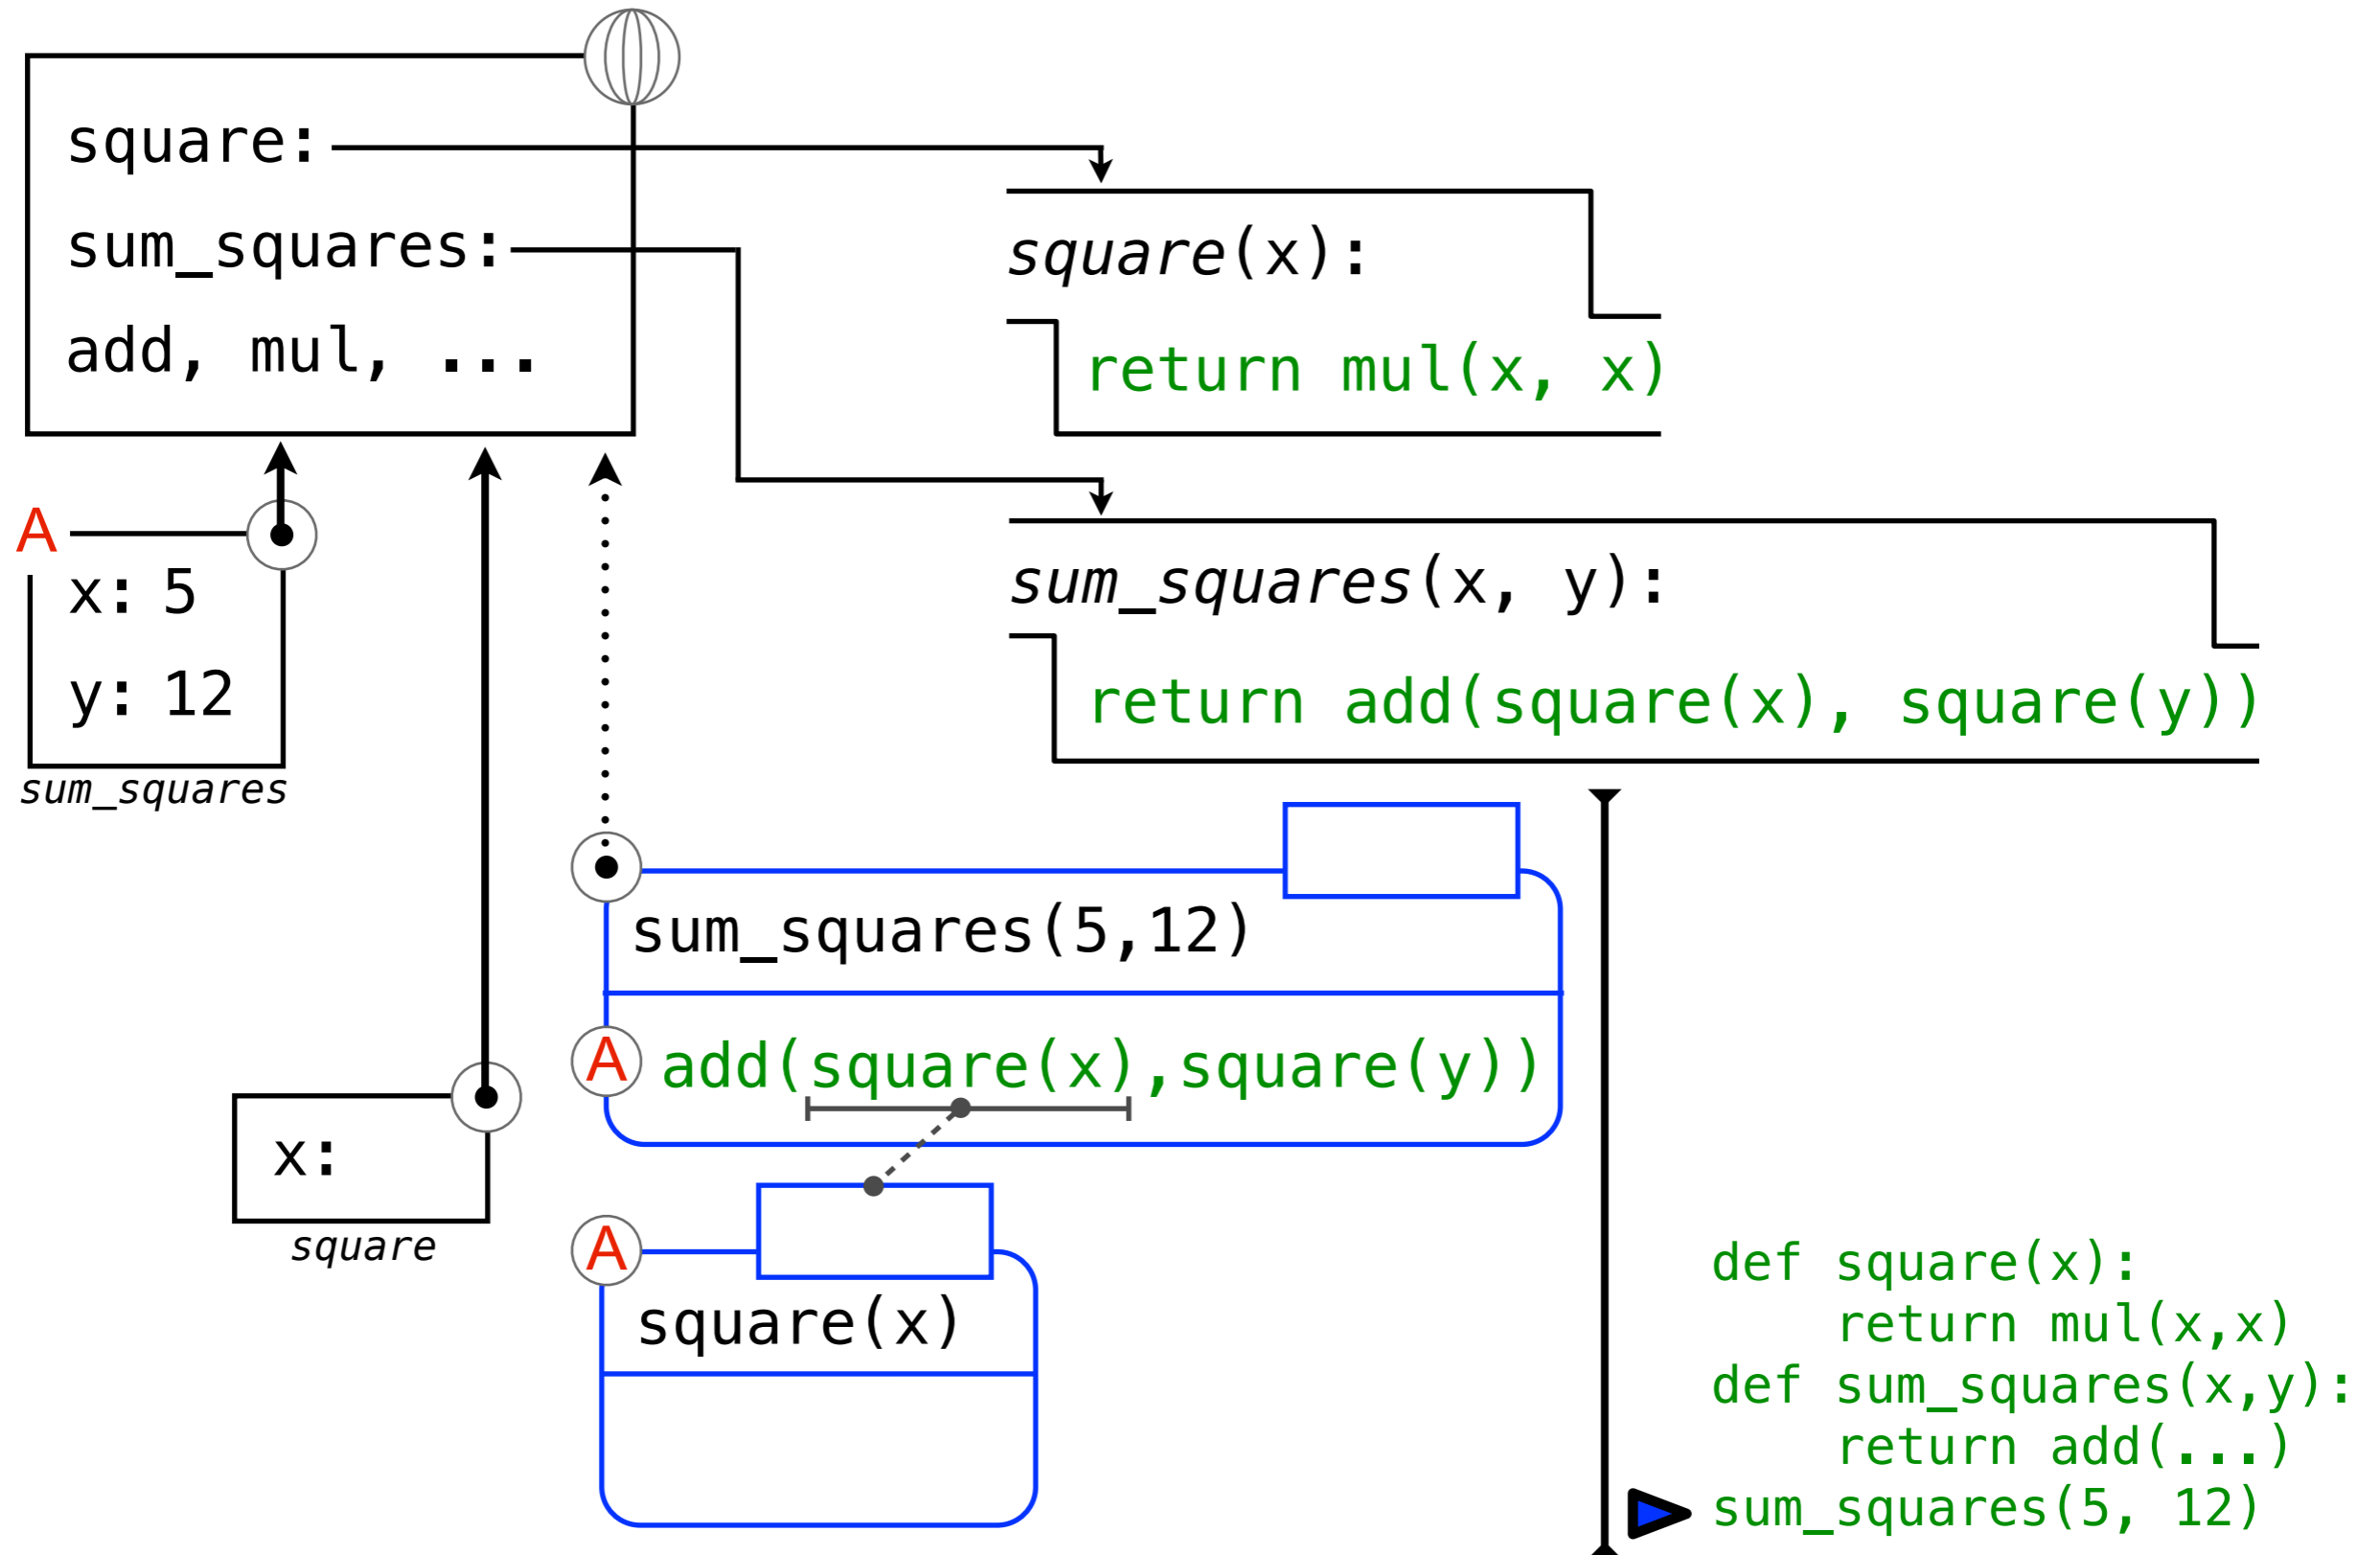 square:
sum_squares:
add, mul, ...
square(x):
return mul(x, x)
sum_squares(x, y):
return add(square(x), square(y))
A
x: 5
y: 12
sum_squares
sum_squares(5,12)
A
add(square(x),square(y))
x:
square
A
square(x)
def square(x):
    return mul(x,x)
def sum_squares(x,y):
    return add(...)
sum_squares(5, 12)